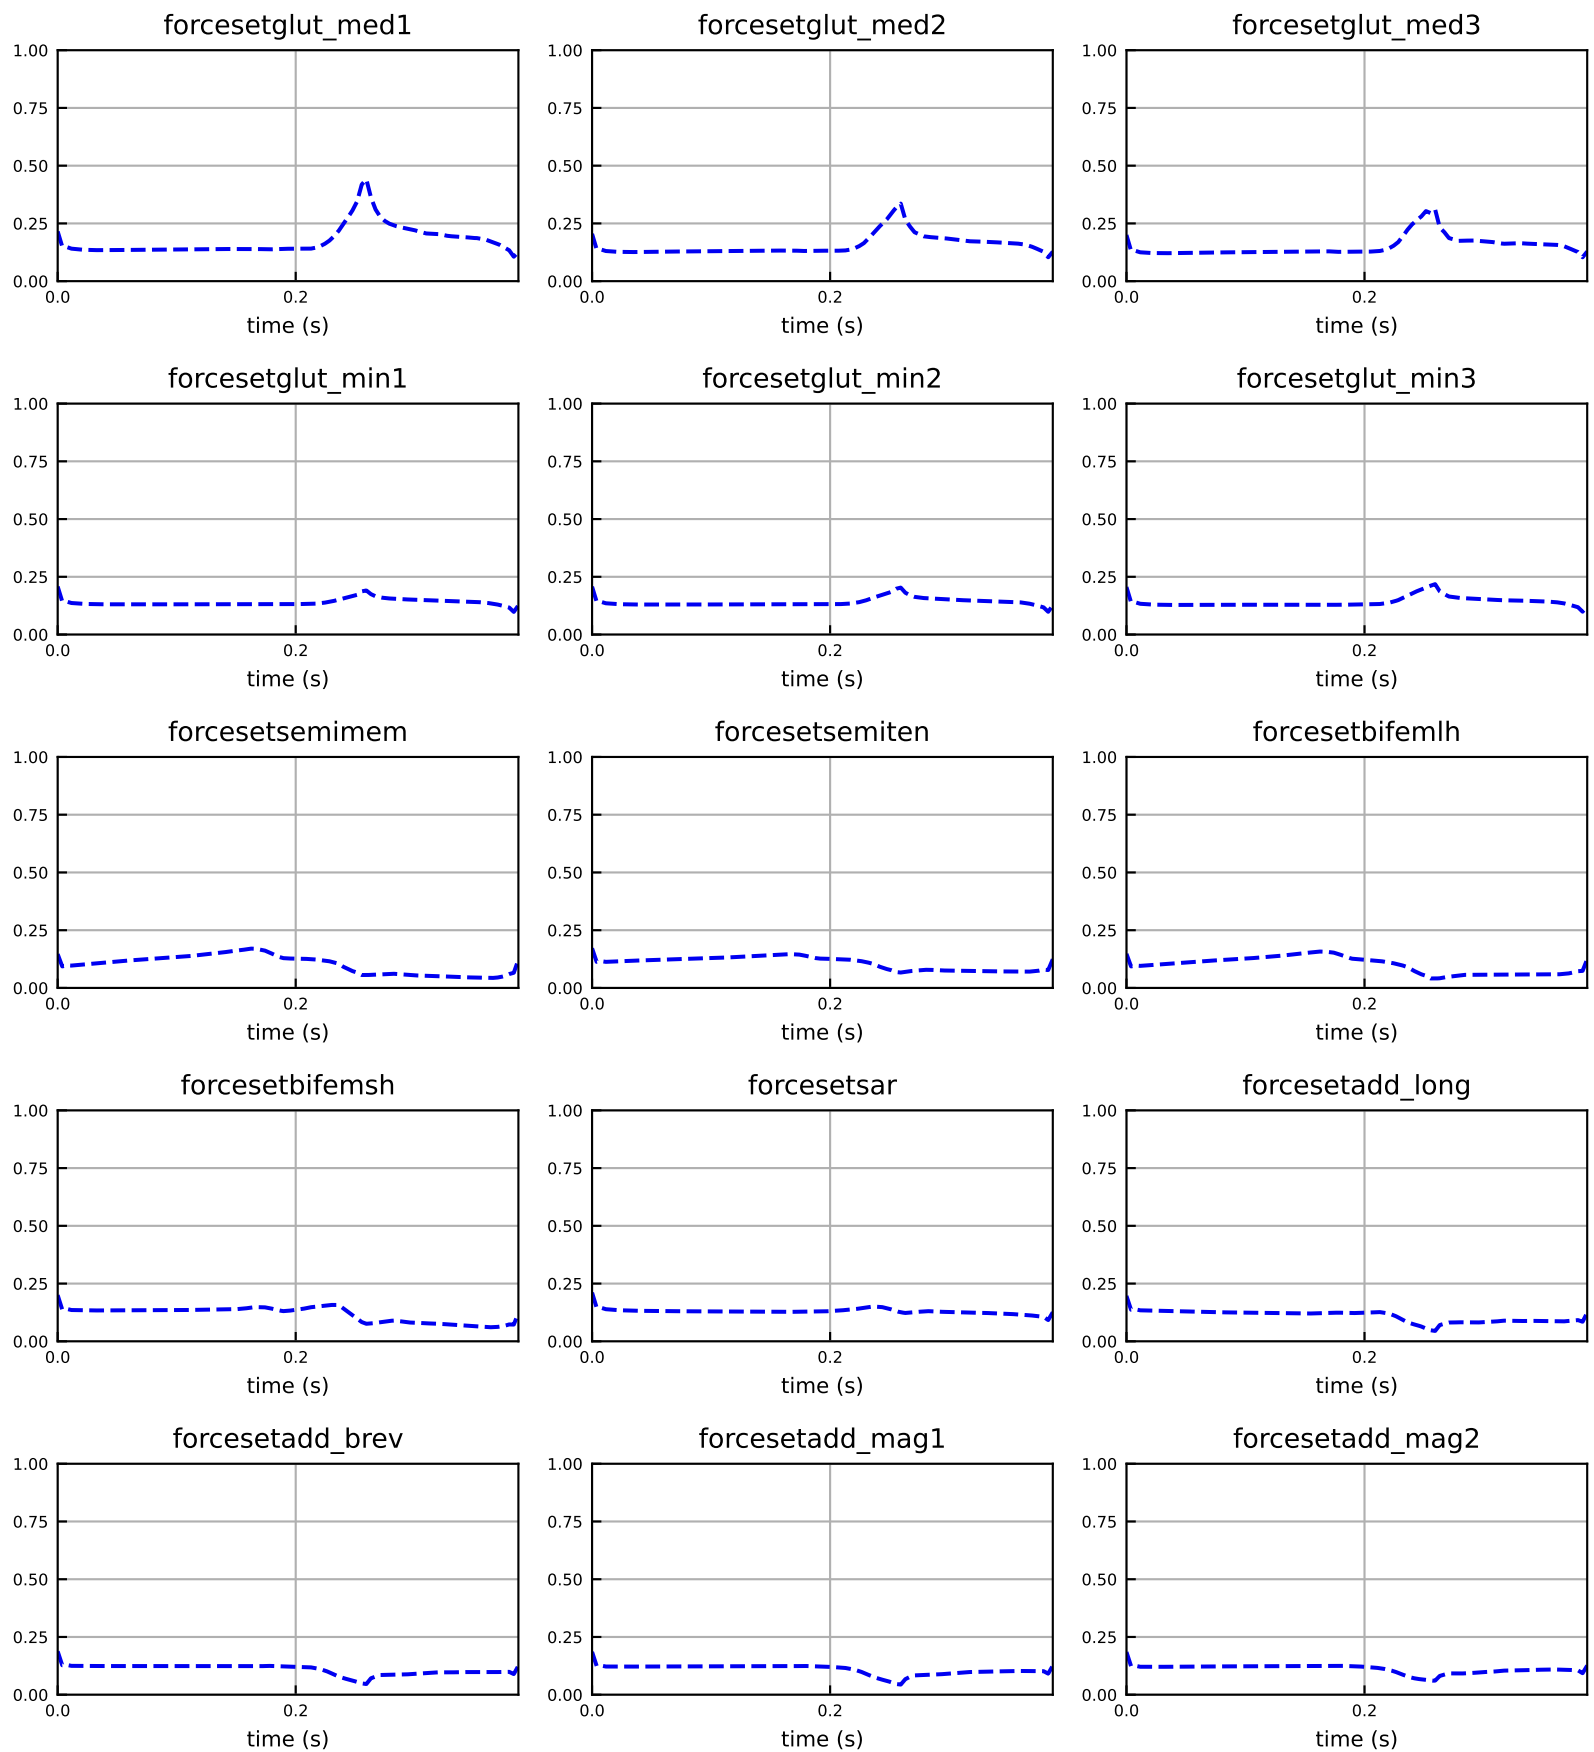 forcesetglut_med1 forcesetglut_med2 forcesetglut_med3
1.00 1.00 1.00
0.75 0.75 0.75
0.50 0.50 0.50
0.25 0.25 0.25
0.00 0.00 0.00
0.0 0.2 0.0 0.2 0.0 0.2
time (s) time (s) time (s)
forcesetglut_min1 forcesetglut_min2 forcesetglut_min3
1.00 1.00 1.00
0.75 0.75 0.75
0.50 0.50 0.50
0.25 0.25 0.25
0.00 0.00 0.00
0.0 0.2 0.0 0.2 0.0 0.2
time (s) time (s) time (s)
forcesetsemimem forcesetsemiten forcesetbifemlh
1.00 1.00 1.00
0.75 0.75 0.75
0.50 0.50 0.50
0.25 0.25 0.25
0.00 0.00 0.00
0.0 0.2 0.0 0.2 0.0 0.2
time (s) time (s) time (s)
forcesetbifemsh forcesetsar forcesetadd_long
1.00 1.00 1.00
0.75 0.75 0.75
0.50 0.50 0.50
0.25 0.25 0.25
0.00 0.00 0.00
0.0 0.2 0.0 0.2 0.0 0.2
time (s) time (s) time (s)
forcesetadd_brev forcesetadd_mag1 forcesetadd_mag2
1.00 1.00 1.00
0.75 0.75 0.75
0.50 0.50 0.50
0.25 0.25 0.25
0.00 0.00 0.00
0.0 0.2 0.0 0.2 0.0 0.2
time (s) time (s) time (s)